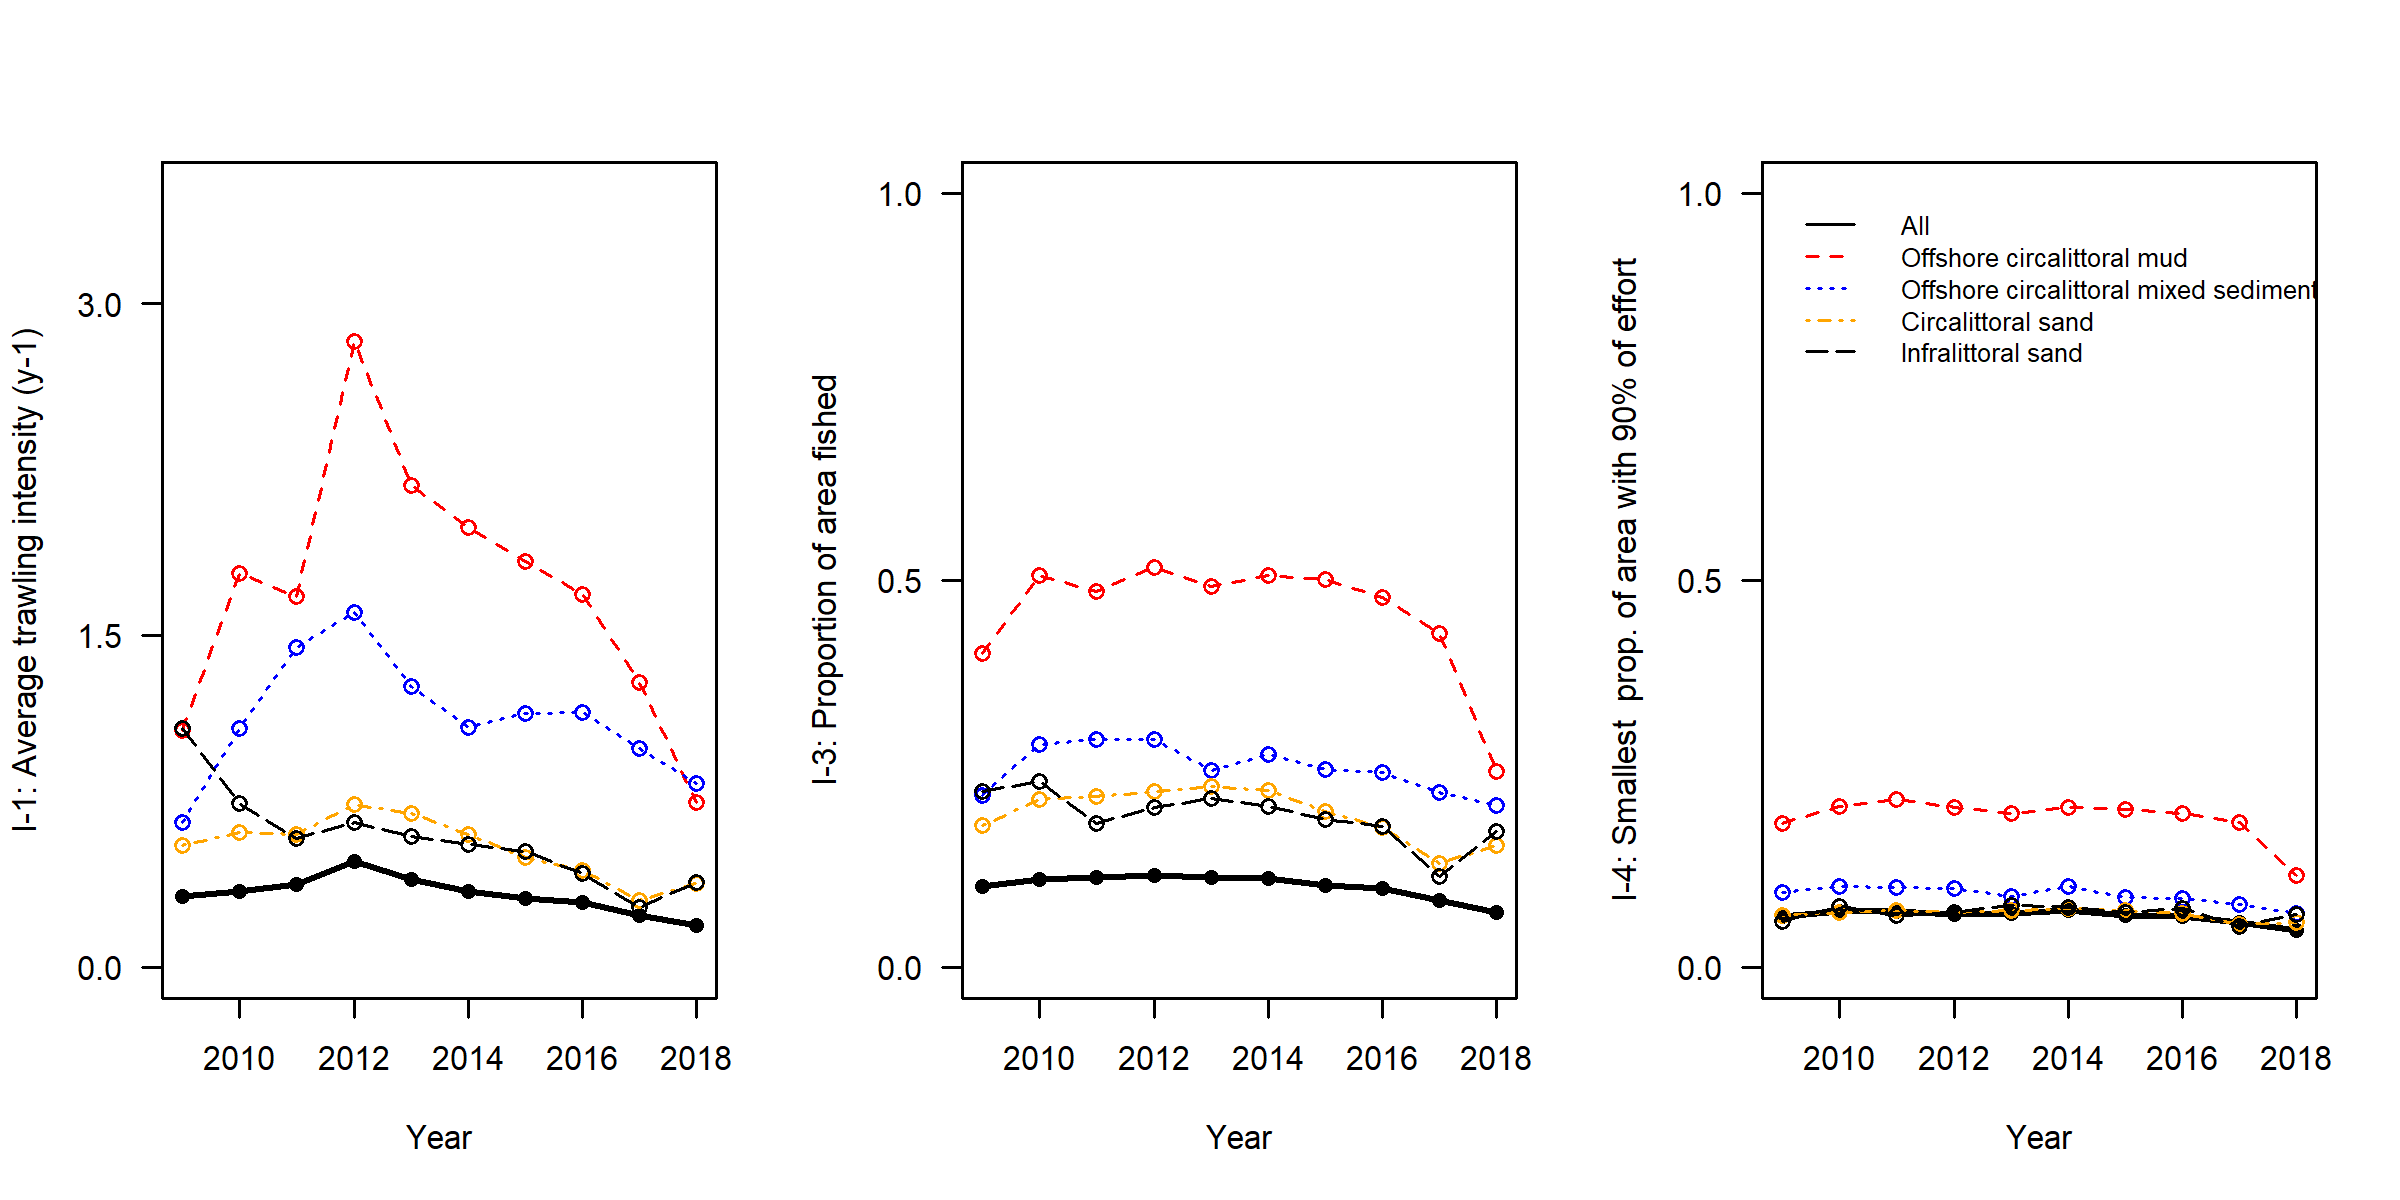 I-1: Average trawling intensity (y-1)
3.0
1.5
0.0
2010 2012 2014 2016 2018
Year
I-3: Proportion of area fished
1.0
0.5
0.0
2010 2012 2014 2016 2018
Year
I-4: Smallest  prop. of area with 90% of effort
1.0
0.5
0.0
All
Offshore circalittoral mud
Offshore circalittoral mixed sediment
Circalittoral sand
Infralittoral sand
2010 2012 2014 2016 2018
Year